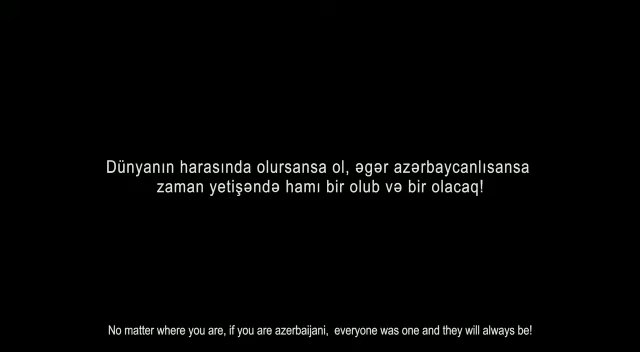 Dünyanın harasında olursansa ol, əgər azərbaycanlısansa
zaman yetişəndə hamı bir olub və bir olacaq!
No matter where you are, if you are azerbaijani,  everyone was one and they will always be!